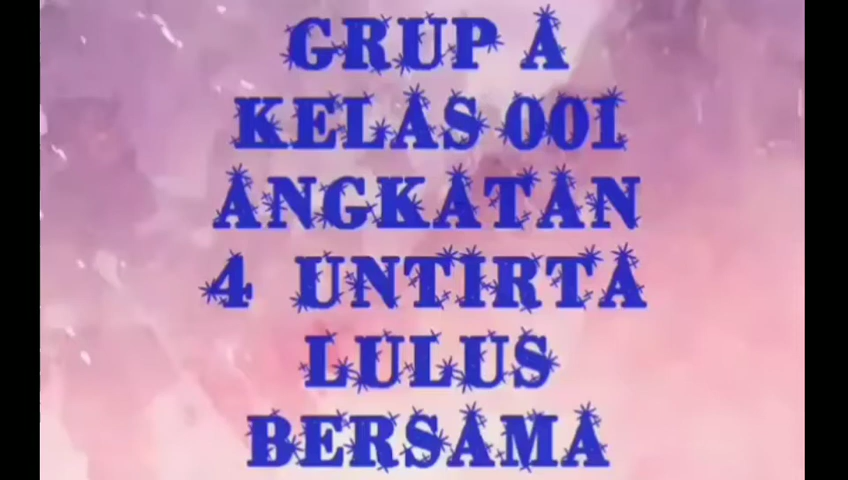 GRUP A
KELAS 001
ANGKATAN
4 UNTIRTA
LULUS
BERSAMA